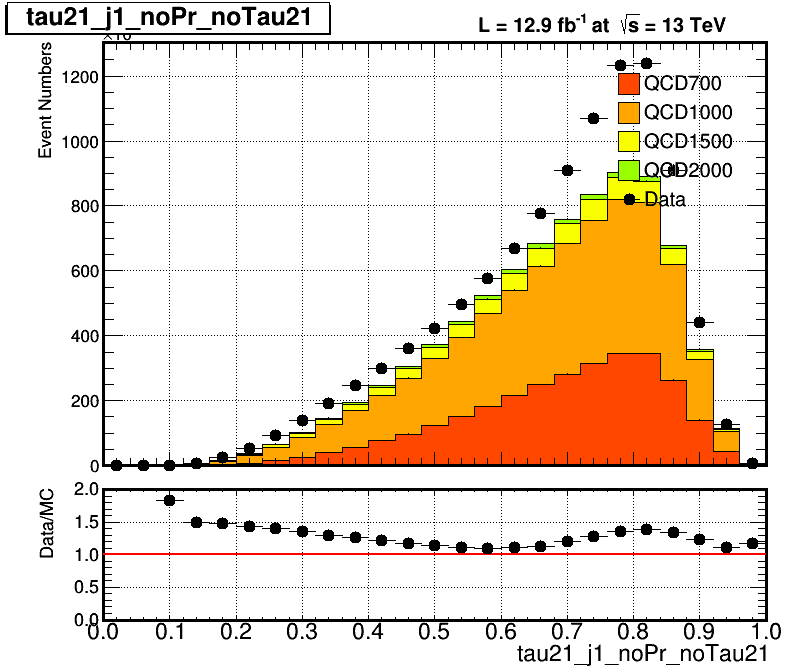 tau21_j1_noPr_noTau21
L = 12.9 fb-1 at √s = 13 TeV
Event Numbers
1200
1000
800
600
400
200
0
QCD700
QCD1000
QCD1500
QCD2000
Data
Data/MC
2.0
1.5
1.0
0.5
0.0
0.0 0.1 0.2 0.3 0.4 0.5 0.6 0.7 0.8 0.9 1.0
tau21_j1_noPr_noTau21